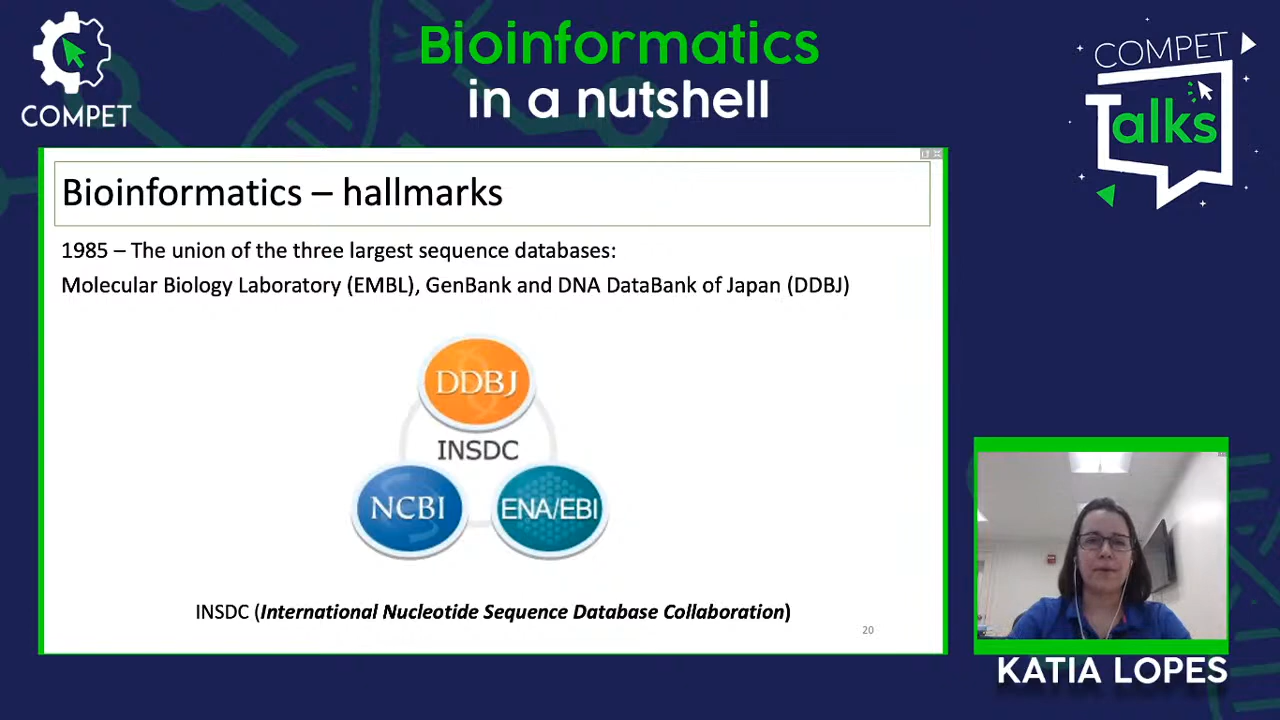 COMPET
Bioinformatics
in a nutshell
COMPET
Talks
Bioinformatics – hallmarks
1985 – The union of the three largest sequence databases:
Molecular Biology Laboratory (EMBL), GenBank and DNA DataBank of Japan (DDBJ)
DDBJ
INSDC
NCBI
ENA/EBI
INSDC (International Nucleotide Sequence Database Collaboration)
20
KATIA LOPES